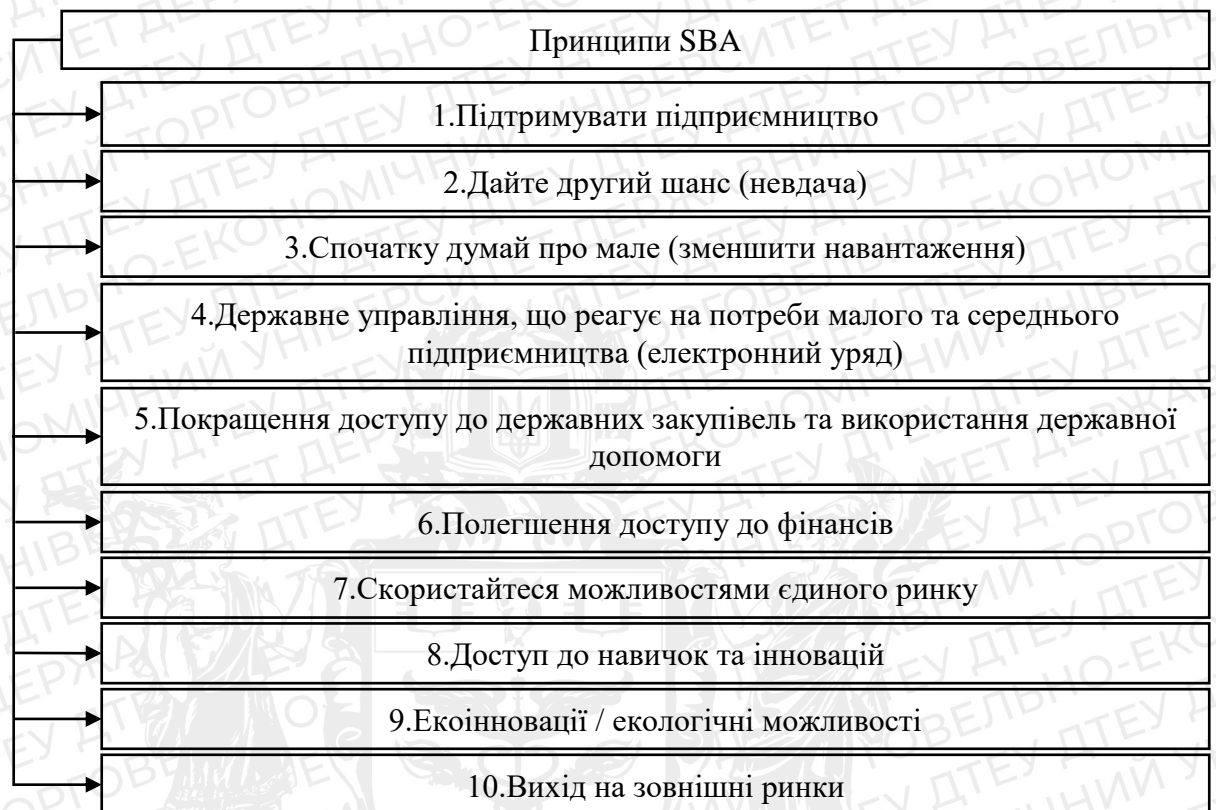 Принципи SBA
1.Підтримувати підприємництво
2.Дайте другий шанс (невдача)
3.Спочатку думай про мале (зменшити навантаження)
4.Державне управління, що реагує на потреби малого та середнього
підприємництва (електронний уряд)
5.Покращення доступу до державних закупівель та використання державної
допомоги
6.Полегшення доступу до фінансів
7.Скористайтеся можливостями єдиного ринку
8.Доступ до навичок та інновацій
9.Екоінновації / екологічні можливості
10.Вихід на зовнішні ринки